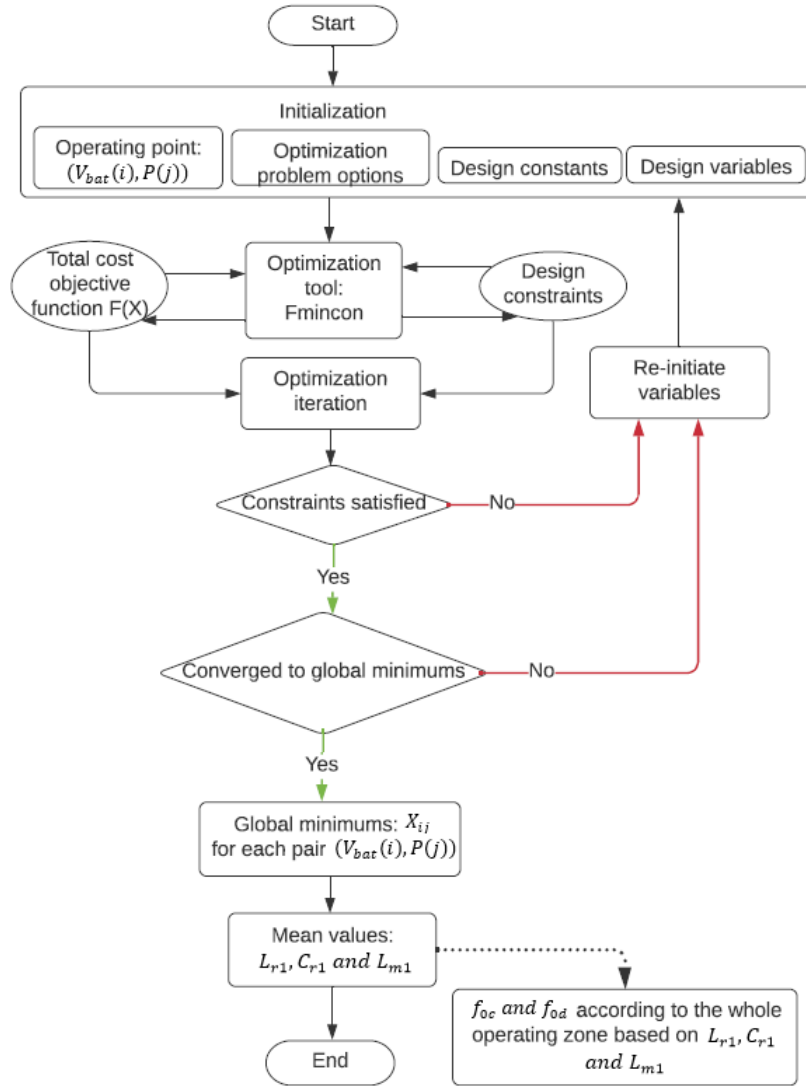 Start
Initialization
Operating point:
(V_bat(i), P(j))
Optimization
problem options
Design constants
Design variables
Total cost
objective
function F(X)
Optimization
tool:
Fmincon
Design
constraints
Re-initiate
variables
Optimization
iteration
Constraints satisfied
No
Yes
Converged to global minimums
No
Yes
Global minimums: X_ij
for each pair (V_bat(i), P(j))
Mean values:
L_r1, C_r1 and L_m1
f_0c and f_0d according to the whole
operating zone based on L_r1, C_r1
and L_m1
End